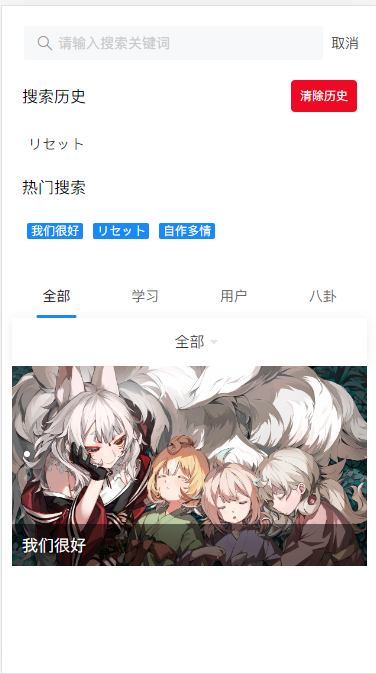 请输入搜索关键词 取消
搜索历史 清除历史
リセット
热门搜索
我们很好 リセット 自作多情
全部 学习 用户 八卦
全部
我们很好